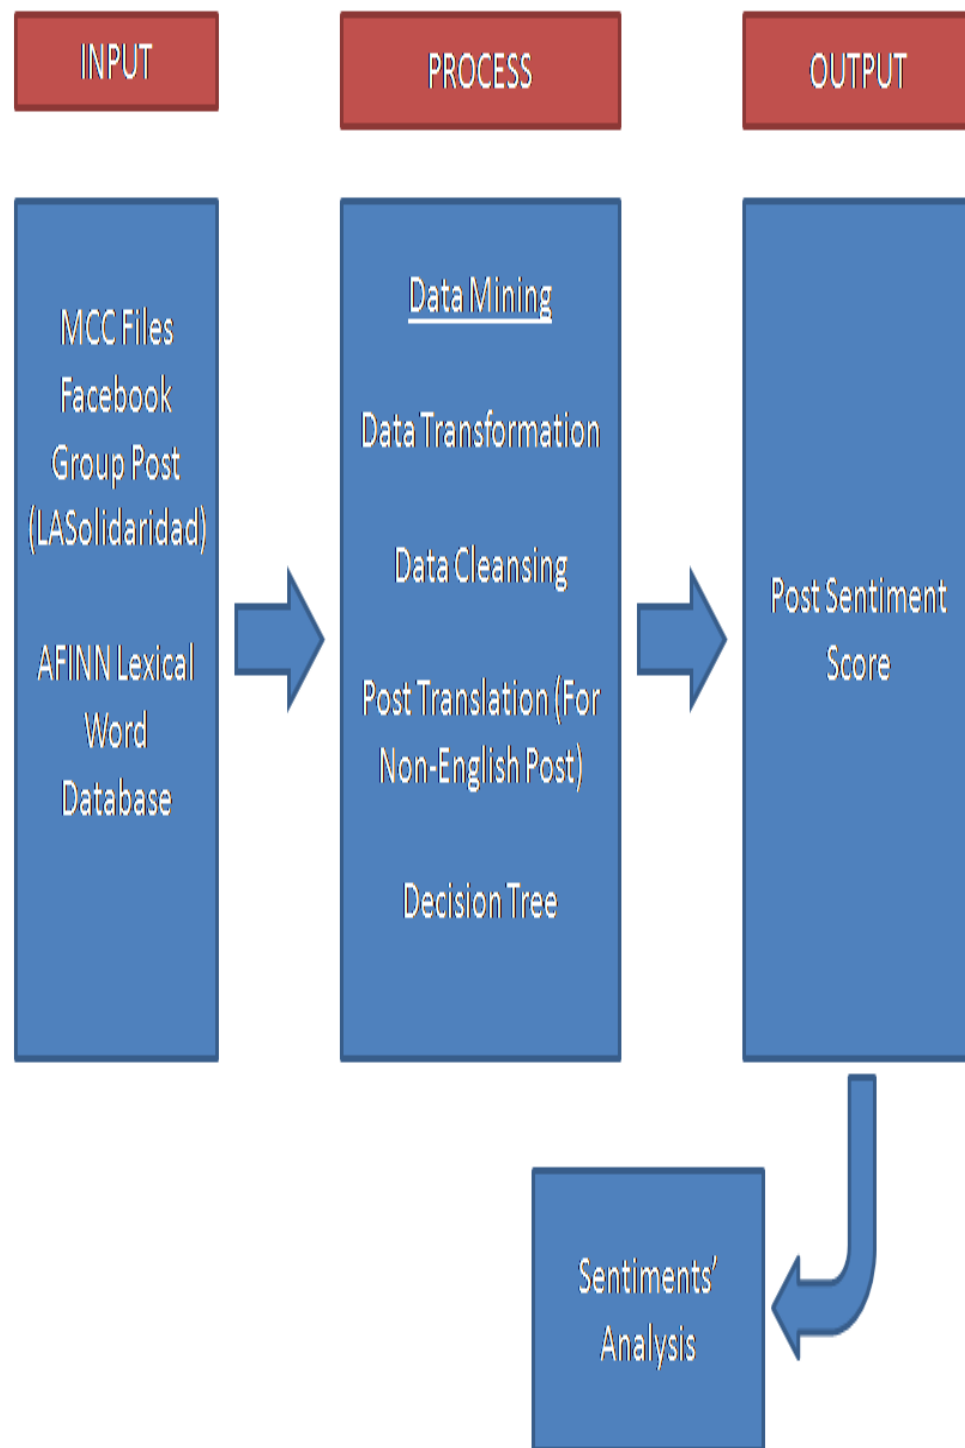 INPUT
PROCESS
OUTPUT
MCC Files
Facebook
Group Post
(LASolidaridad)
AFINN Lexical
Word
Database
Data Mining
Data Transformation
Data Cleansing
Post Translation (For
Non-English Post)
Decision Tree
Post Sentiment
Score
Sentiments’
Analysis